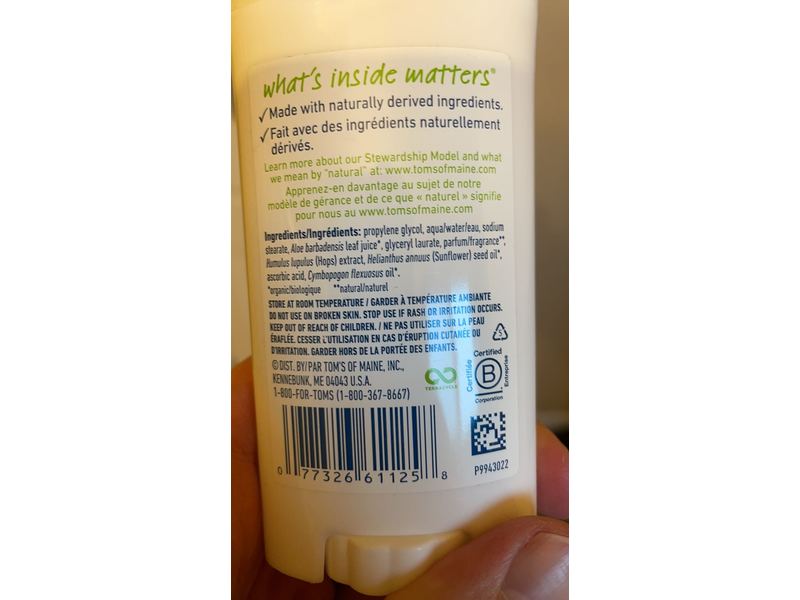 what's inside matters®
✓Made with naturally derived ingredients.
✓Fait avec des ingrédients naturellement
dérivés.
Learn more about our Stewardship Model and what
we mean by "natural" at: www.tomsofmaine.com
Apprenez-en davantage au sujet de notre
modèle de gérance et de ce que « naturel » signifie
pour nous au www.tomsofmaine.com
Ingredients/Ingrédients: propylene glycol, aqua/water/eau, sodium
stearate, Aloe barbadensis leaf juice*, glyceryl laurate, parfum/fragrance**,
Humulus lupulus (Hops) extract, Helianthus annuus (Sunflower) seed oil*,
ascorbic acid, Cymbopogon flexuosus oil*.
*organic/biologique **natural/naturel
STORE AT ROOM TEMPERATURE / GARDER À TEMPÉRATURE AMBIANTE
DO NOT USE ON BROKEN SKIN. STOP USE IF RASH OR IRRITATION OCCURS.
KEEP OUT OF REACH OF CHILDREN. / NE PAS UTILISER SUR LA PEAU
ÉRAFLÉE. CESSER L'UTILISATION EN CAS D'ÉRUPTION CUTANÉE OU
D'IRRITATION. GARDER HORS DE LA PORTÉE DES ENFANTS.
© DIST. BY/PAR TOM'S OF MAINE, INC.,
KENNEBUNK, ME 04043 U.S.A.
1-800-FOR-TOMS (1-800-367-8667)
TERRACYCLE
5
Certified
Certifiée
B
Entreprise
Corporation
0 77326 61125 8
P9943022